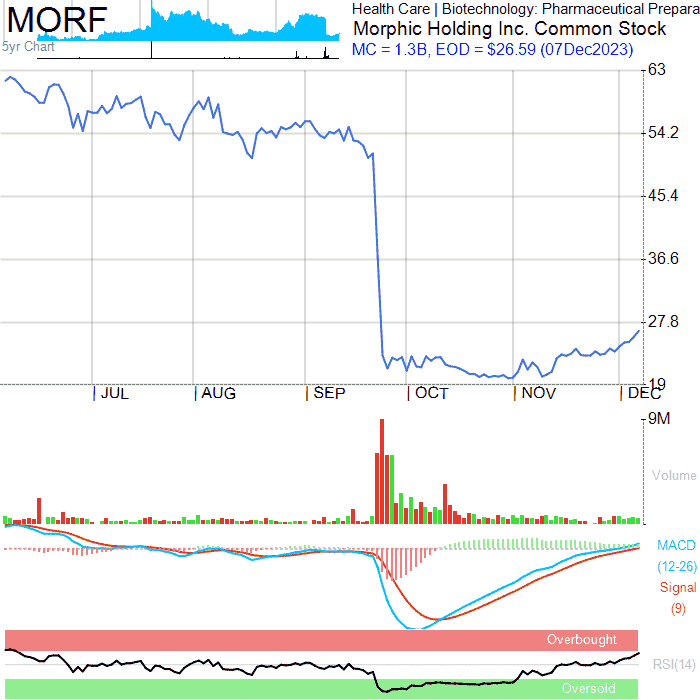 MORF
5yr Chart
Health Care | Biotechnology: Pharmaceutical Prepara
Morphic Holding Inc. Common Stock
MC = 1.3B, EOD = $26.59 (07Dec2023)
63
54.2
45.4
36.6
27.8
19
JUL
AUG
SEP
OCT
NOV
DEC
9M
Volume
MACD
(12-26)
Signal
(9)
Overbought
RSI(14)
Oversold